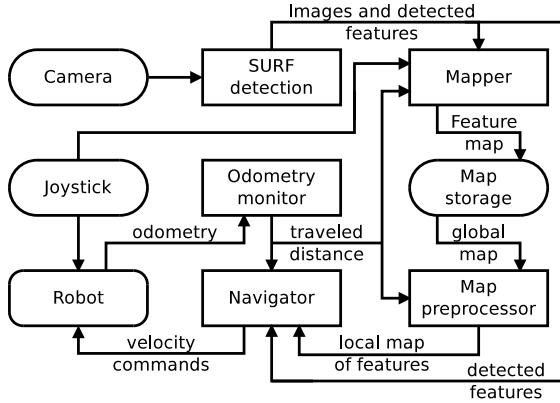 Images and detected
features
Camera
SURF
detection
Mapper
Feature
map
Joystick
Odometry
monitor
Map
storage
odometry
traveled
distance
global
map
Robot
Navigator
Map
preprocessor
velocity
commands
local map
of features
detected
features